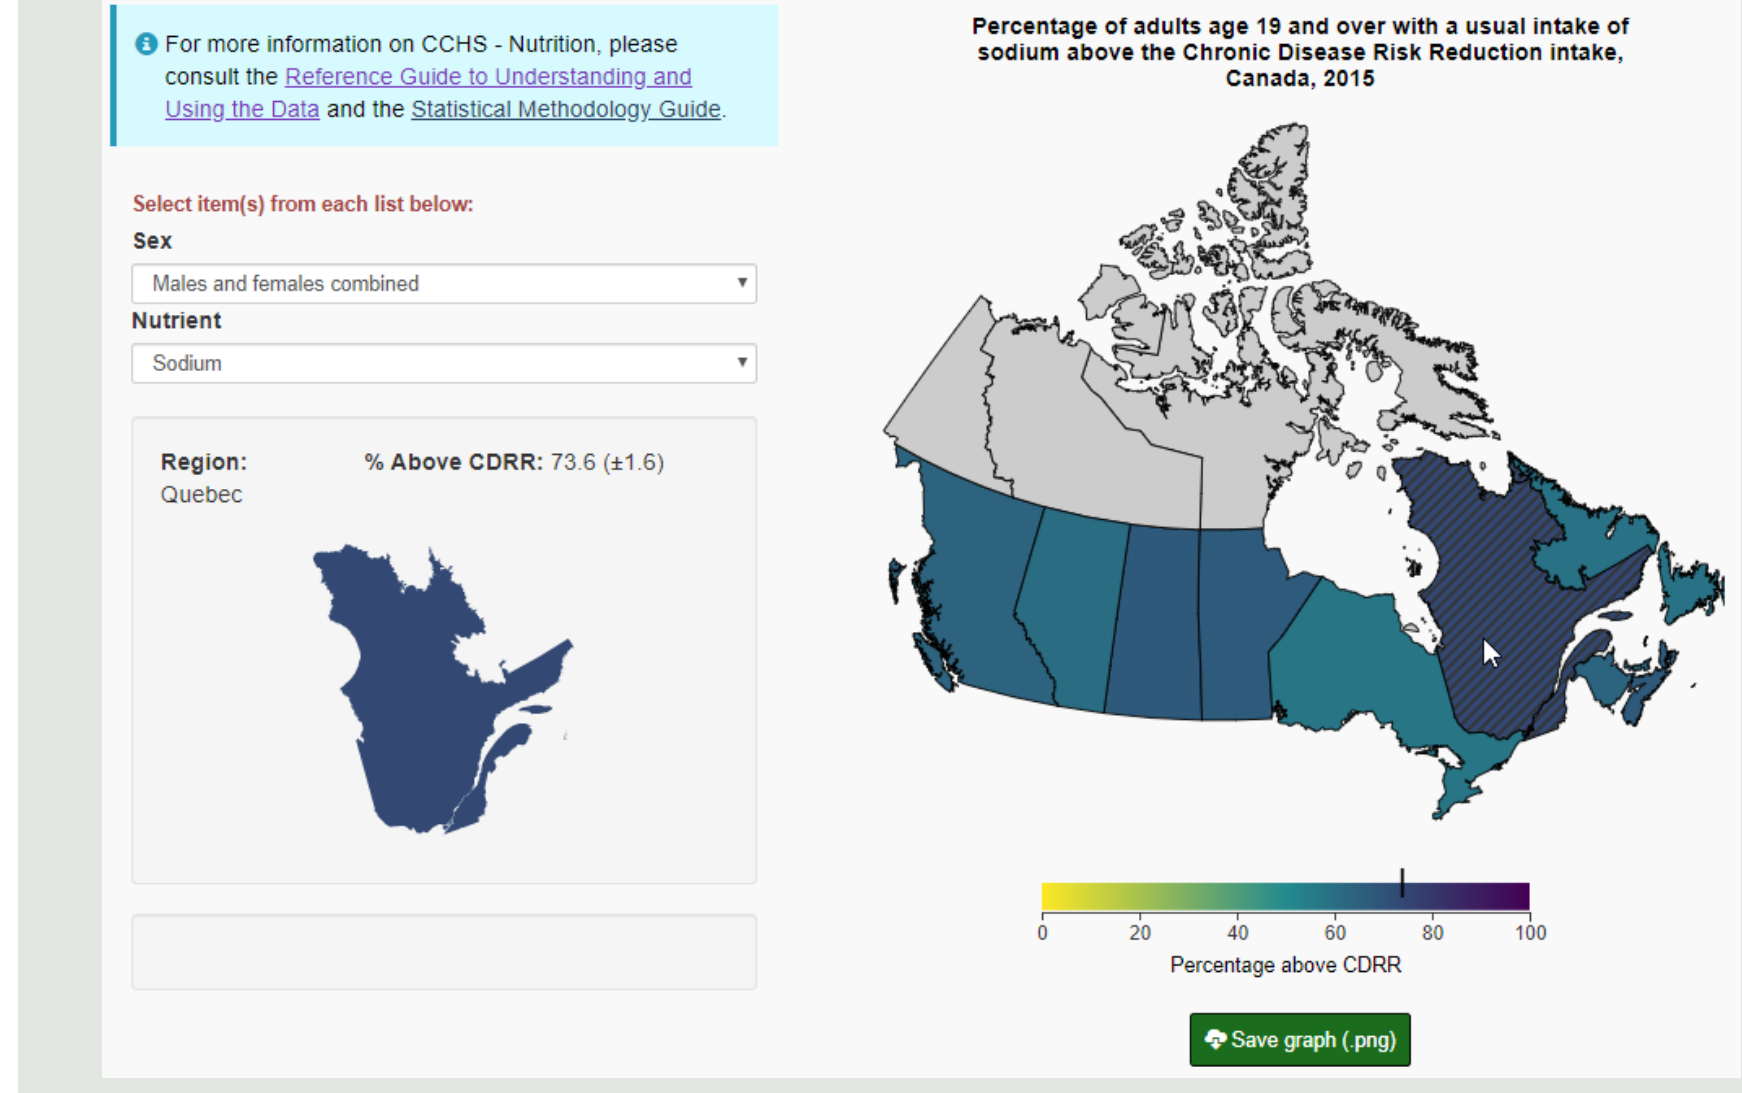 For more information on CCHS - Nutrition, please
consult the Reference Guide to Understanding and
Using the Data and the Statistical Methodology Guide.
Select item(s) from each list below:
Sex
Males and females combined
Nutrient
Sodium
Region:
Quebec
% Above CDRR: 73.6 (±1.6)
Percentage of adults age 19 and over with a usual intake of
sodium above the Chronic Disease Risk Reduction intake,
Canada, 2015
0 20 40 60 80 100
Percentage above CDRR
Save graph (.png)